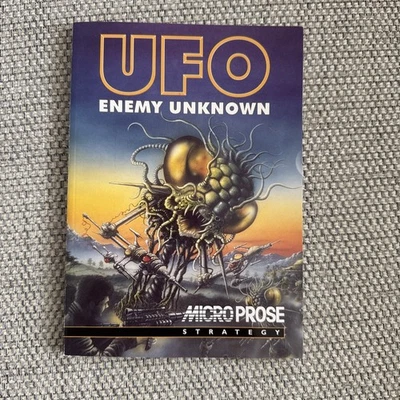 UFO
ENEMY UNKNOWN
MICROPROSE
STRATEGY